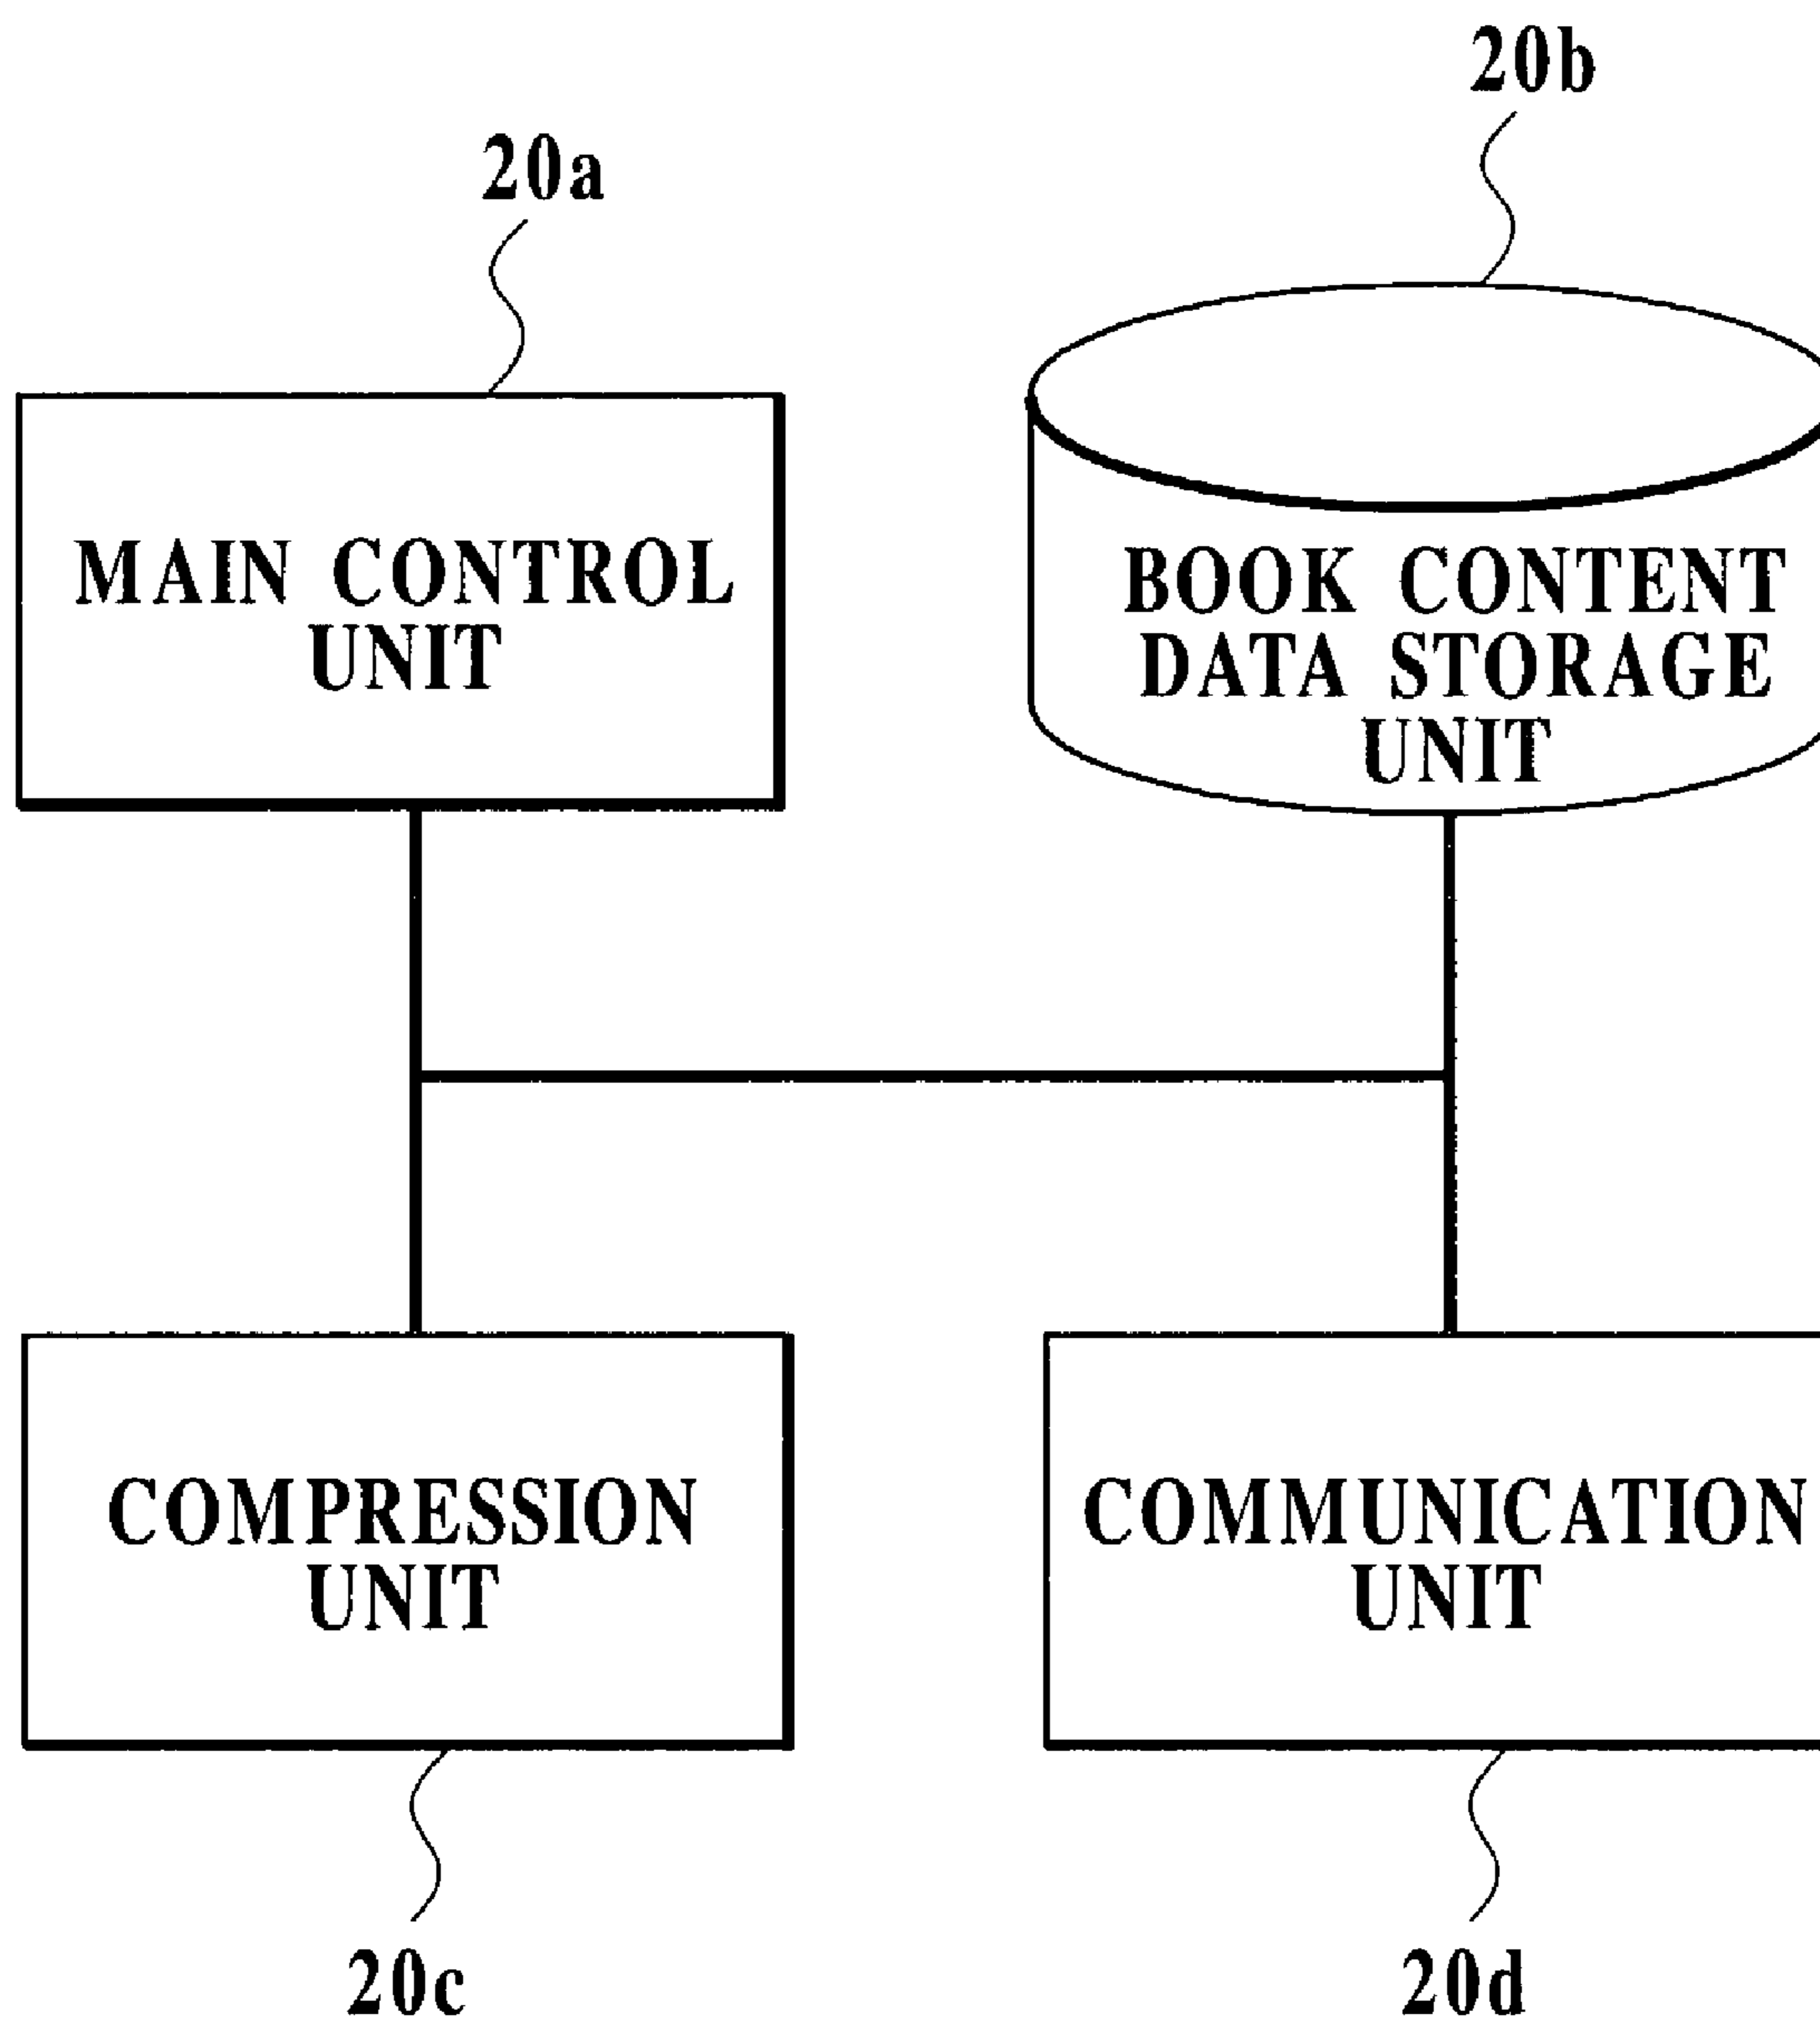 20a
20b
MAIN CONTROL
UNIT
BOOK CONTENT
DATA STORAGE
UNIT
COMPRESSION
UNIT
COMMUNICATION
UNIT
20c
20d